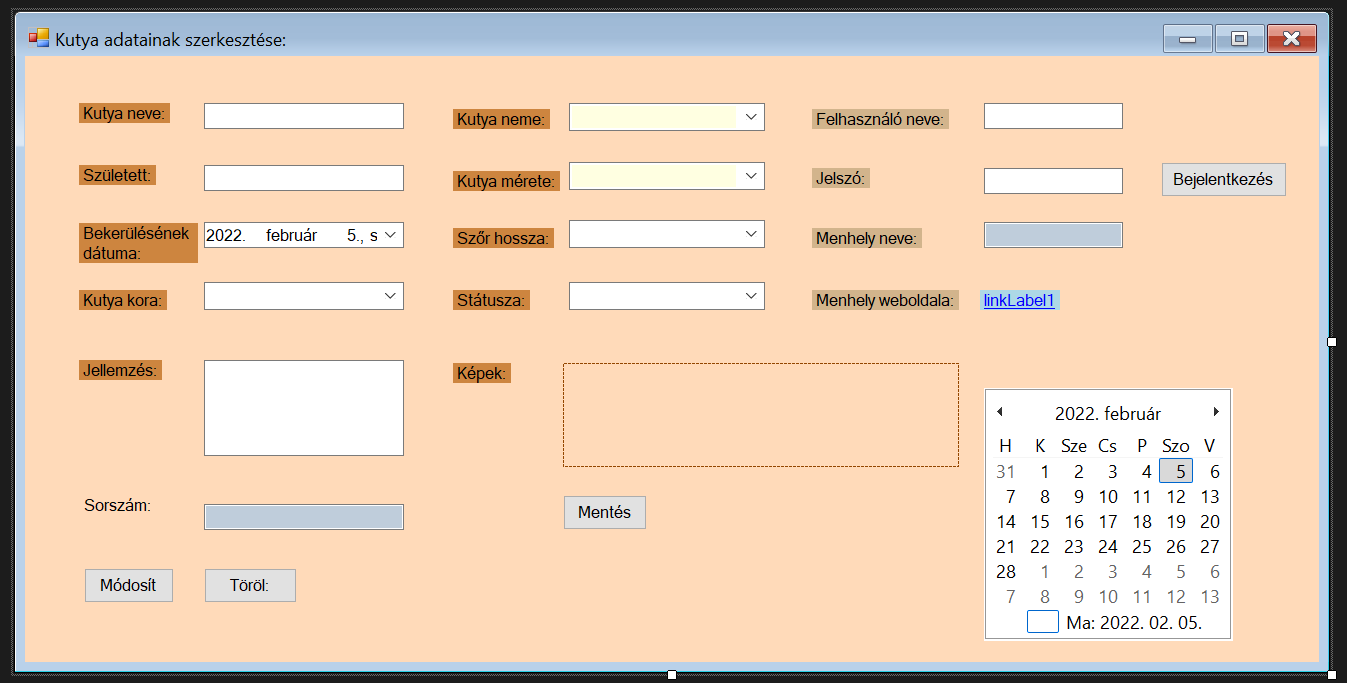 Kutya adatainak szerkesztése:
Kutya neve:
Kutya neme:
Felhasználó neve:
Született:
Kutya mérete:
Jelszó:
Bejelentkezés
Bekerülésének
dátuma:
2022. február 5., s
Szőr hossza:
Menhely neve:
Kutya kora:
Státusza:
Menhely weboldala:
linkLabel1
Jellemzés:
Képek:
2022. február
H K Sze Cs P Szo V
31 1 2 3 4 5 6
7 8 9 10 11 12 13
14 15 16 17 18 19 20
21 22 23 24 25 26 27
28 1 2 3 4 5 6
7 8 9 10 11 12 13
Ma: 2022. 02. 05.
Sorszám:
Mentés
Módosít
Töröl: